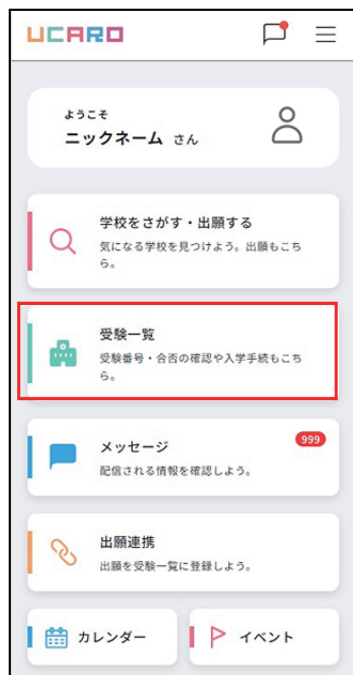 UCARO
ようこそ
ニックネーム さん
学校をさがす・出願する
気になる学校を見つけよう。出願もこち
ら。
受験一覧
受験番号・合否の確認や入学手続もこち
ら。
メッセージ
999
配信される情報を確認しよう。
出願連携
出願を受験一覧に登録しよう。
カレンダー
イベント